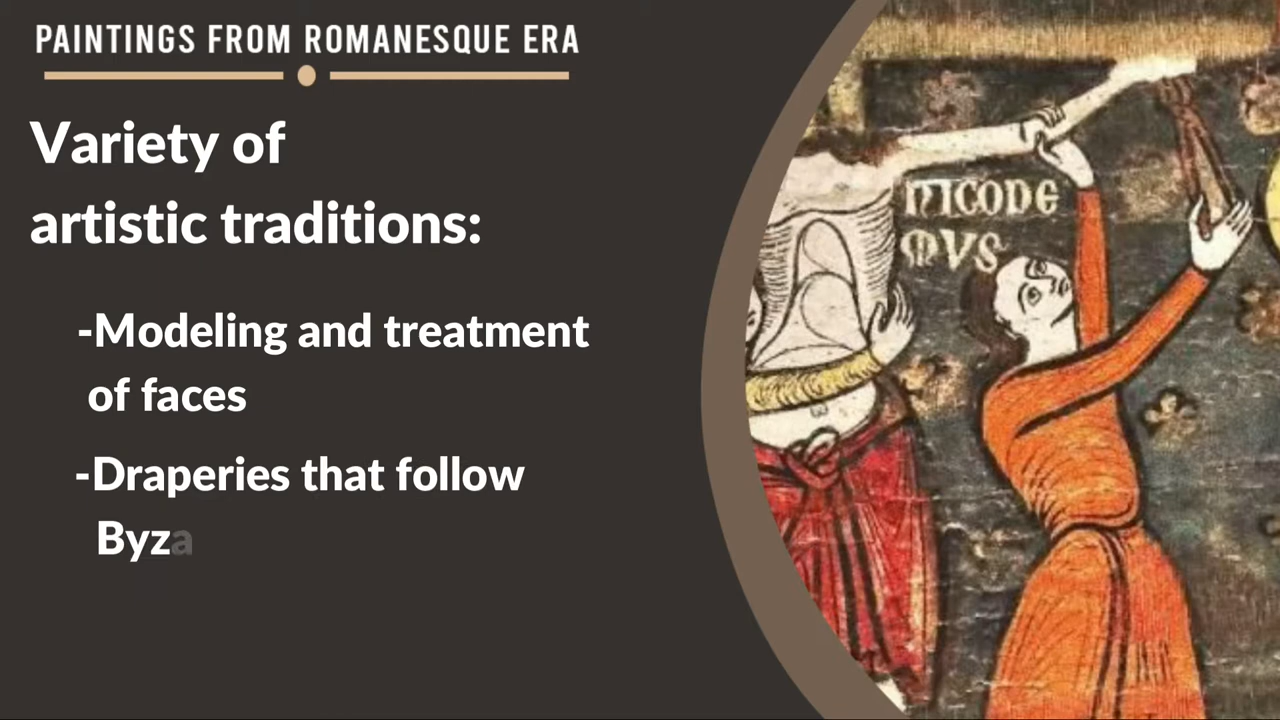 PAINTINGS FROM ROMANESQUE ERA
Variety of
artistic traditions:
-Modeling and treatment
of faces
-Draperies that follow
Byza
NICODE
MVS